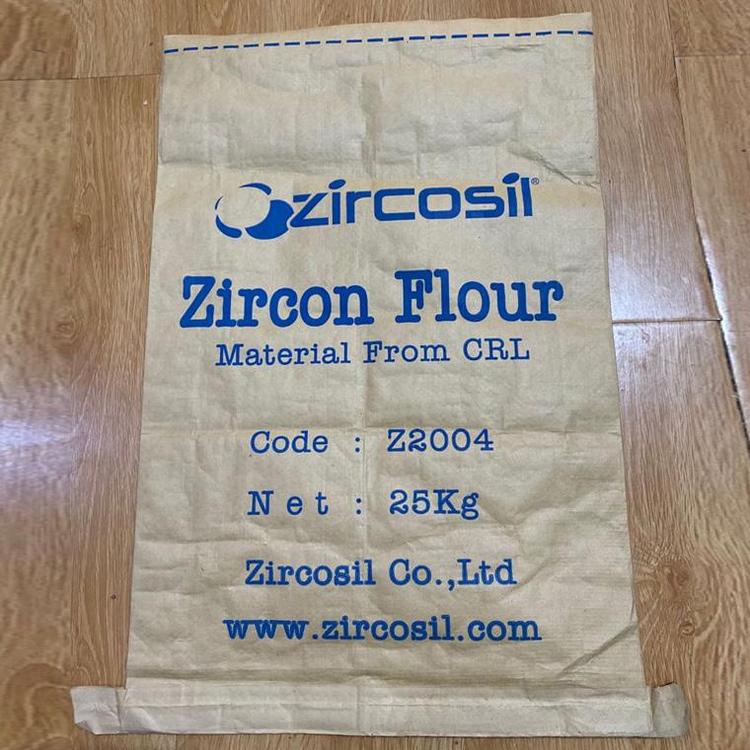 zircosil®
Zircon Flour
Material From CRL
Code : Z2004
Net : 25Kg
Zircosil Co.,Ltd
www.zircosil.com